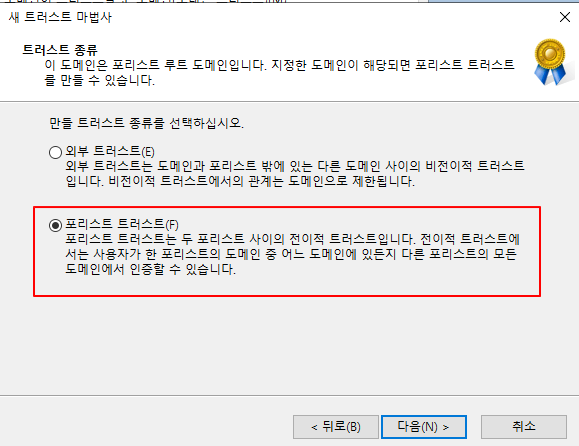 새 트러스트 마법사
트러스트 종류
이 도메인은 포리스트 루트 도메인입니다. 지정한 도메인이 해당되면 포리스트 트러스트
를 만들 수 있습니다.
만들 트러스트 종류를 선택하십시오.
외부 트러스트(E)
외부 트러스트는 도메인과 포리스트 밖에 있는 다른 도메인 사이의 비전이적 트러스트
입니다. 비전이적 트러스트에서의 관계는 도메인으로 제한됩니다.
포리스트 트러스트(F)
포리스트 트러스트는 두 포리스트 사이의 전이적 트러스트입니다. 전이적 트러스트에
서는 사용자가 한 포리스트의 도메인 중 어느 도메인에 있든지 다른 포리스트의 모든
도메인에서 인증할 수 있습니다.
< 뒤로(B)
다음(N) >
취소